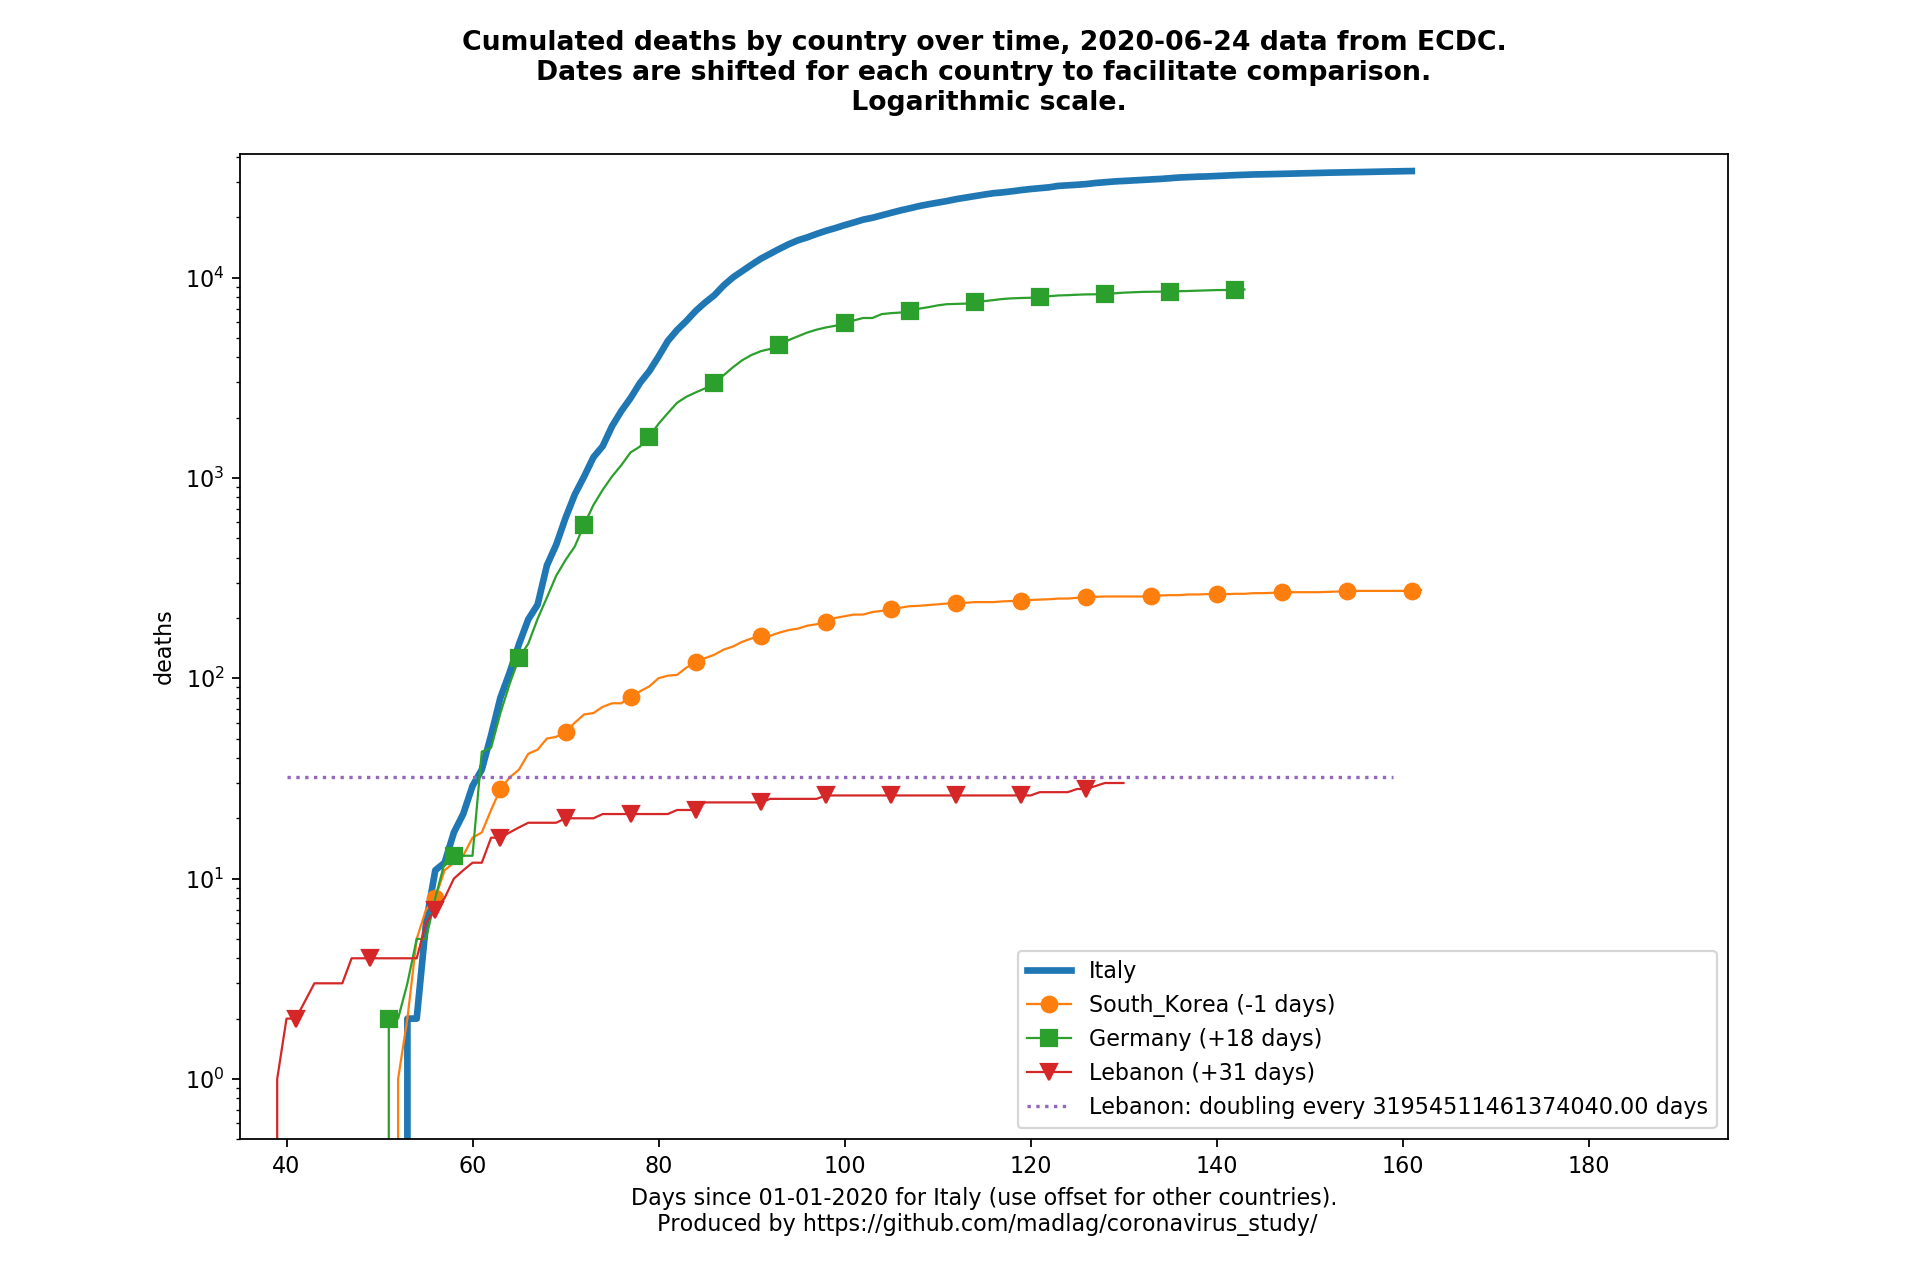 Cumulated deaths by country over time, 2020-06-24 data from ECDC.
Dates are shifted for each country to facilitate comparison.
Logarithmic scale.
deaths
10⁴
10³
10²
10¹
10⁰
40 60 80 100 120 140 160 180
Italy
South_Korea (-1 days)
Germany (+18 days)
Lebanon (+31 days)
Lebanon: doubling every 31954511461374040.00 days
Days since 01-01-2020 for Italy (use offset for other countries).
Produced by https://github.com/madlag/coronavirus_study/